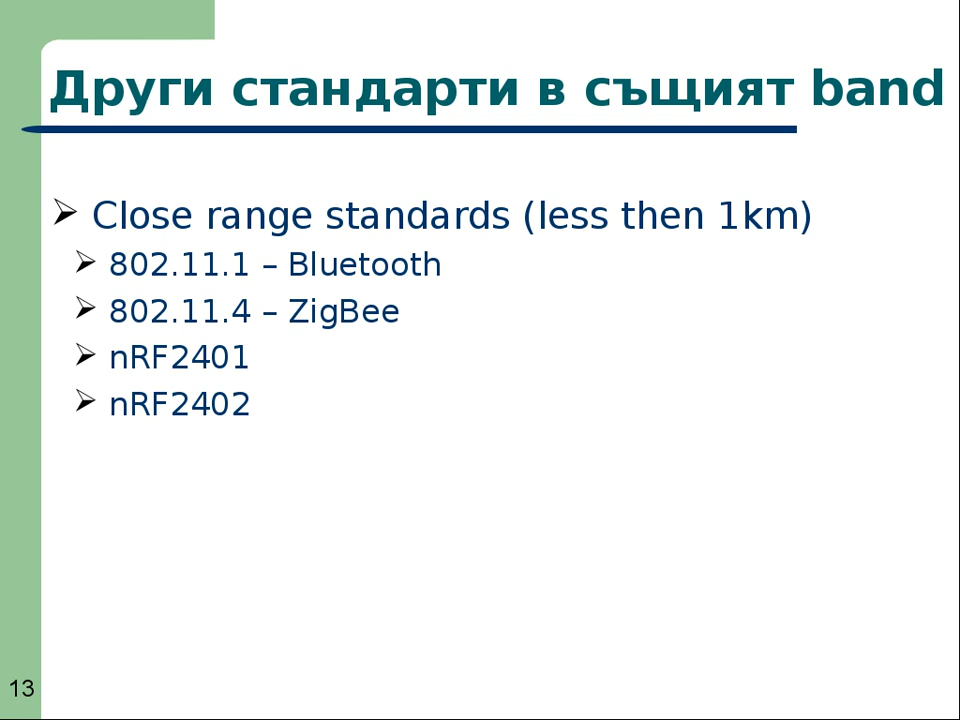 Други стандарти в същият band
Close range standards (less then 1km)
802.11.1 – Bluetooth
802.11.4 – ZigBee
nRF2401
nRF2402
13